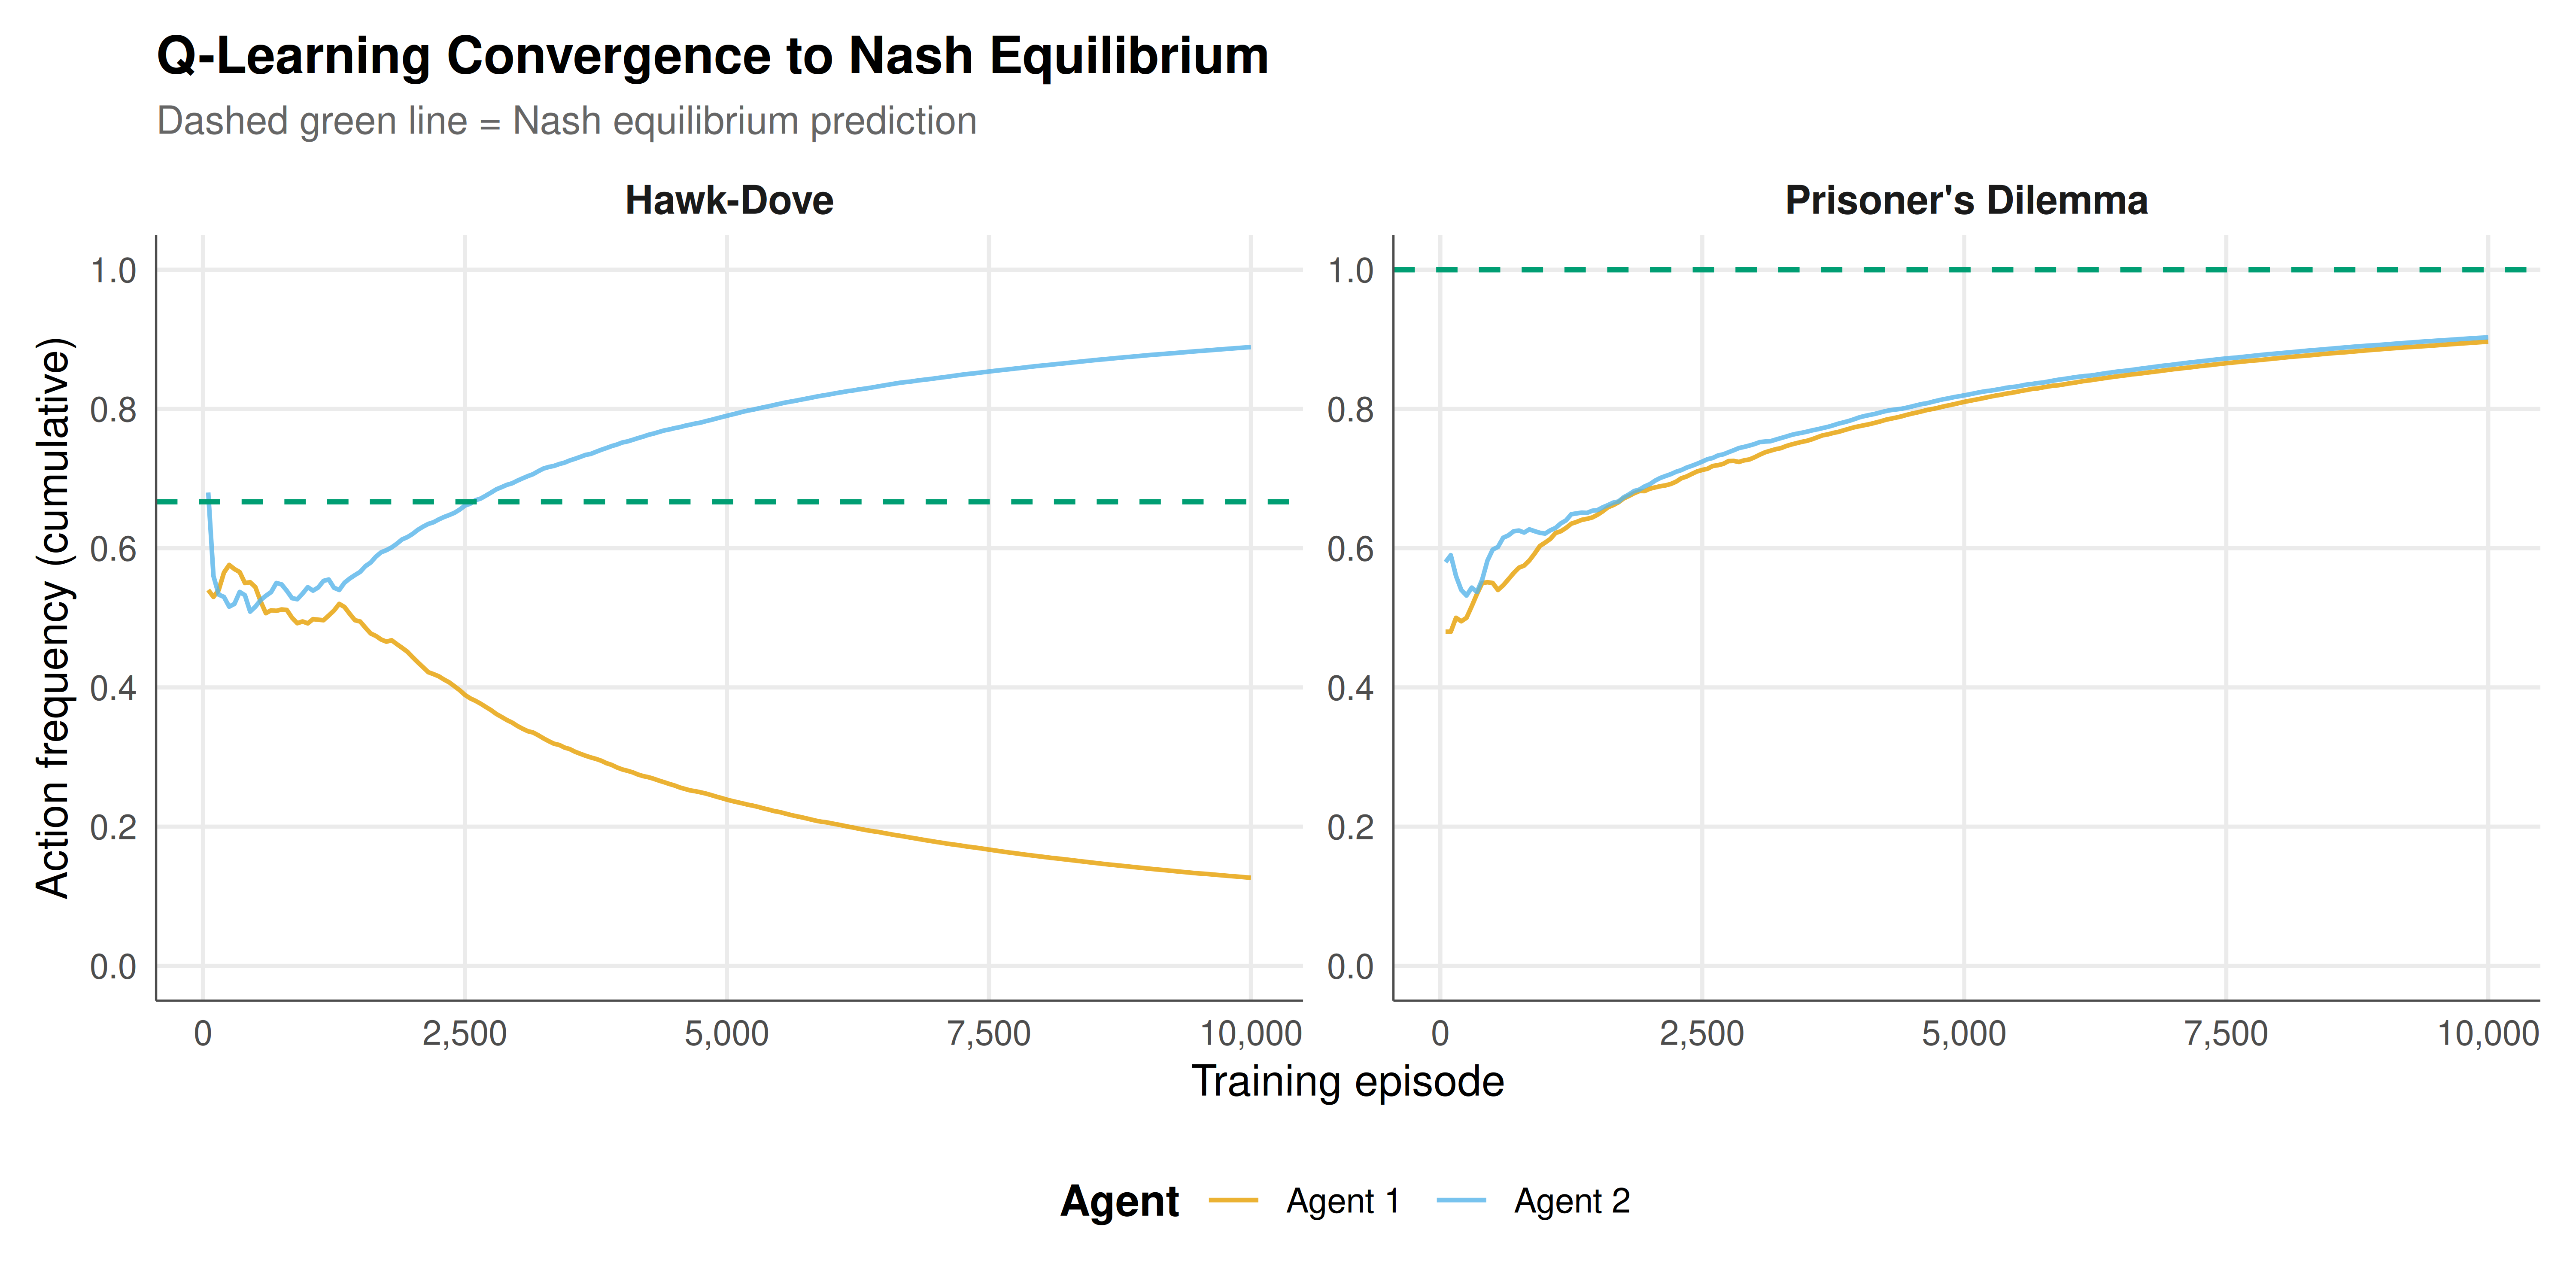 Q-Learning Convergence to Nash Equilibrium
Dashed green line = Nash equilibrium prediction
Hawk-Dove
Prisoner's Dilemma
Action frequency (cumulative)
1.0
0.8
0.6
0.4
0.2
0.0
1.0
0.8
0.6
0.4
0.2
0.0
0 2,500 5,000 7,500 10,000
0 2,500 5,000 7,500 10,000
Training episode
Agent Agent 1 Agent 2